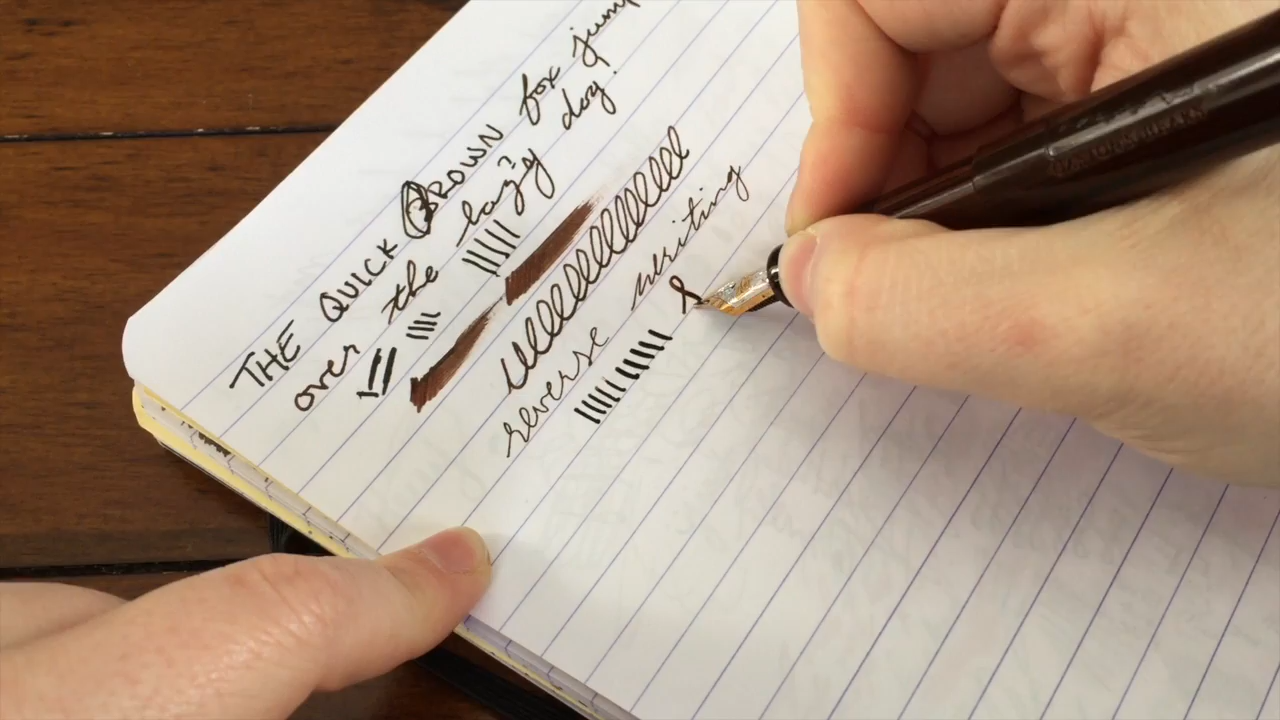 THE QUICK BROWN fox jump
over the lazy dog.
reverse writing